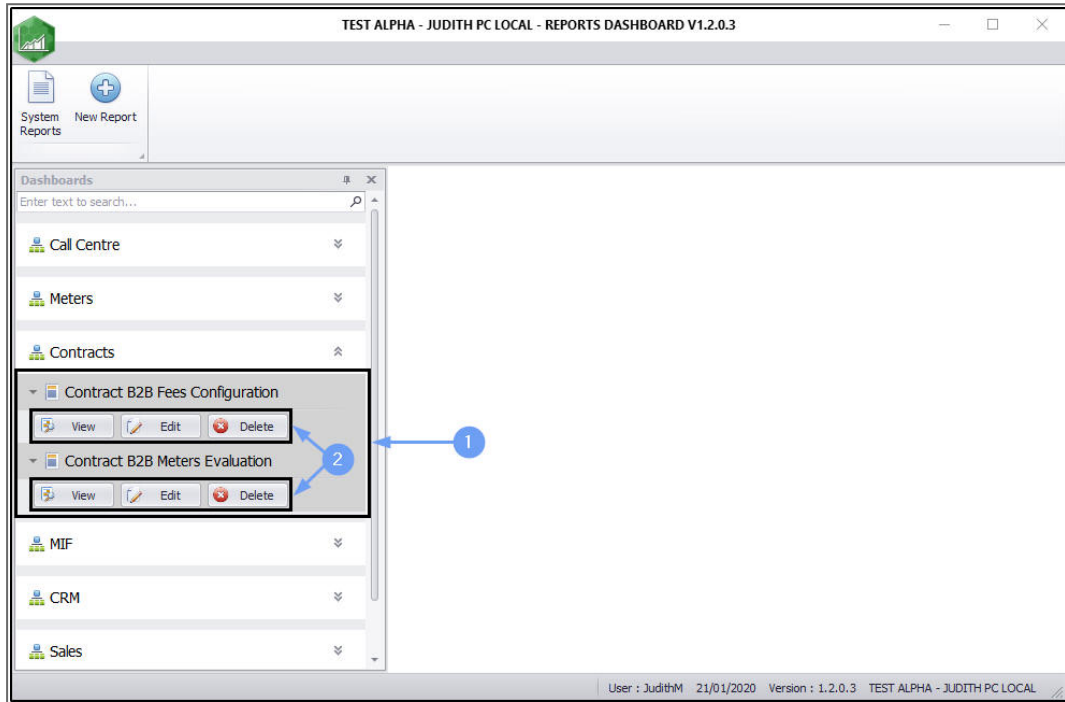 TEST ALPHA - JUDITH PC LOCAL - REPORTS DASHBOARD V1.2.0.3
System Reports
New Report
Dashboards
Enter text to search...
Call Centre
Meters
Contracts
Contract B2B Fees Configuration
View Edit Delete
1
2
Contract B2B Meters Evaluation
View Edit Delete
MIF
CRM
Sales
User : JudithM 21/01/2020 Version : 1.2.0.3 TEST ALPHA - JUDITH PC LOCAL